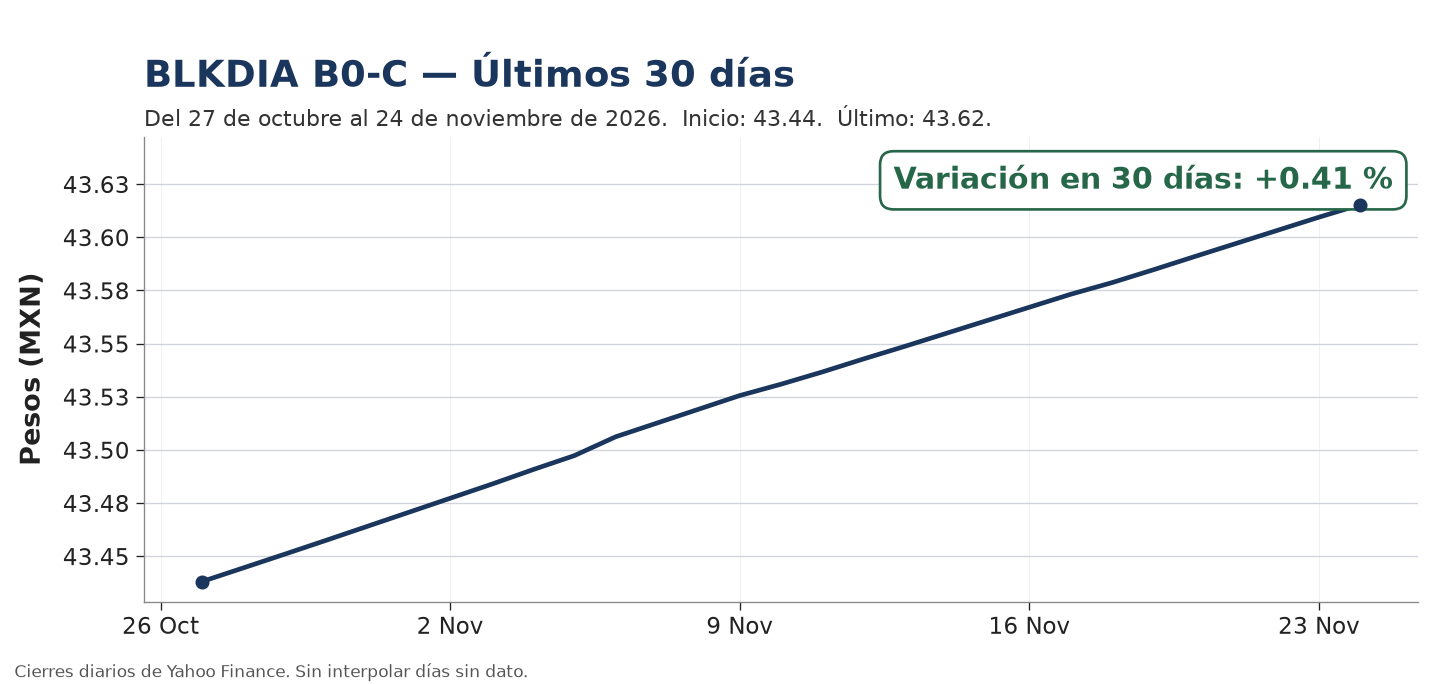 BLKDIA B0-C — Últimos 30 días
Del 27 de octubre al 24 de noviembre de 2026.  Inicio: 43.44.  Último: 43.62.
Variación en 30 días: +0.41 %
Pesos (MXN)
43.63
43.60
43.58
43.55
43.53
43.50
43.48
43.45
26 Oct
2 Nov
9 Nov
16 Nov
23 Nov
Cierres diarios de Yahoo Finance. Sin interpolar días sin dato.